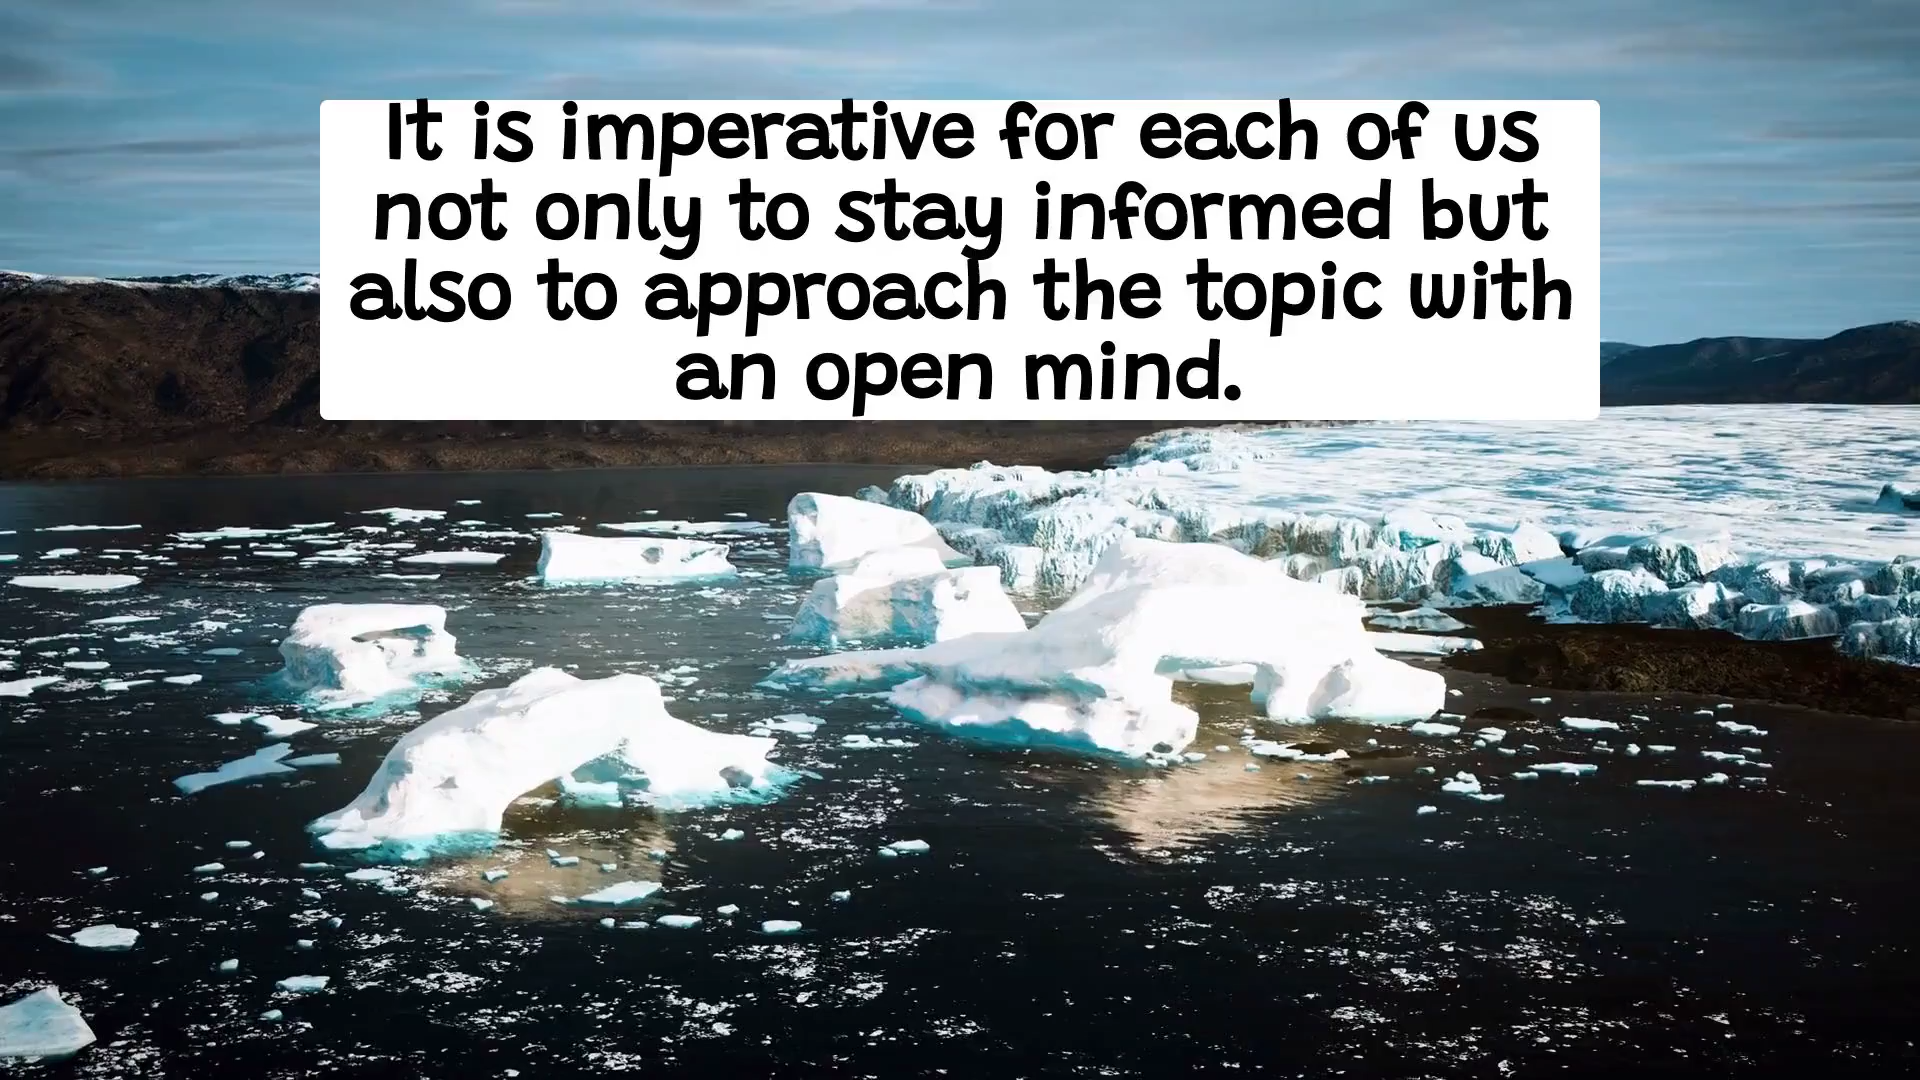 It is imperative for each of us
not only to stay informed but
also to approach the topic with
an open mind.